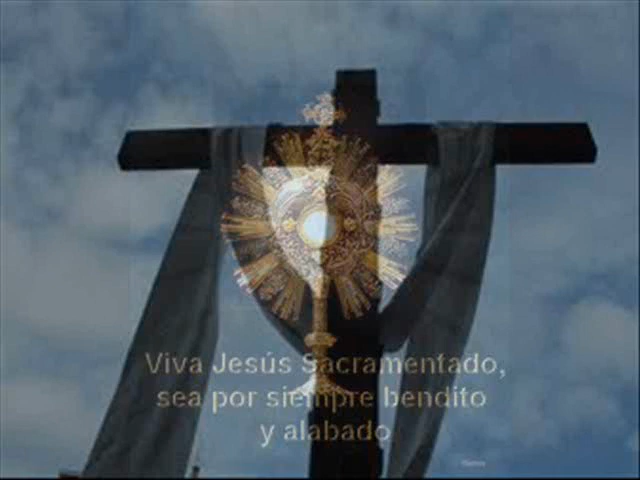 Viva Jesús Sacramentado,
sea por siempre bendito
y alabado